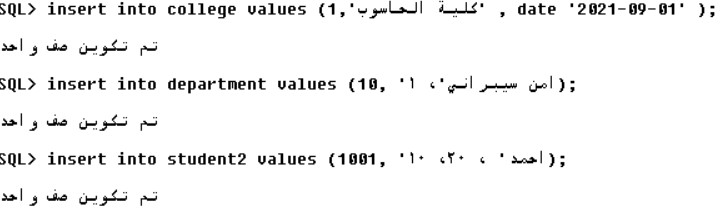 SQL> insert into college values (1,'كلية الحاسوب' , date '2021-09-01' );
تم تكوين صف واحد
SQL> insert into department values (10, 'امن سيبراني'، ١);
تم تكوين صف واحد
SQL> insert into student2 values (1001, 'احمد' ، ٢٠، ١٠);
تم تكوين صف واحد